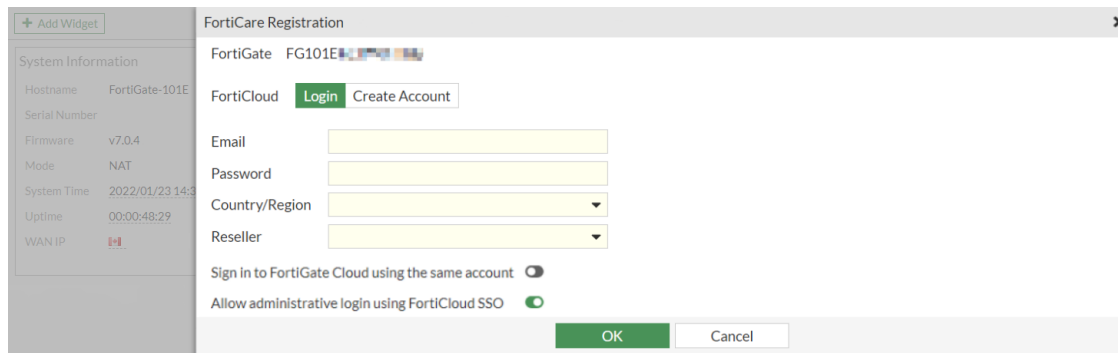 + Add Widget
FortiCare Registration
System Information
Hostname FortiGate-101E
Serial Number
Firmware v7.0.4
Mode NAT
System Time 2022/01/23 14:3
Uptime 00:00:48:29
WAN IP
FortiGate FG101E
FortiCloud Login Create Account
Email
Password
Country/Region
Reseller
Sign in to FortiGate Cloud using the same account
Allow administrative login using FortiCloud SSO
OK Cancel